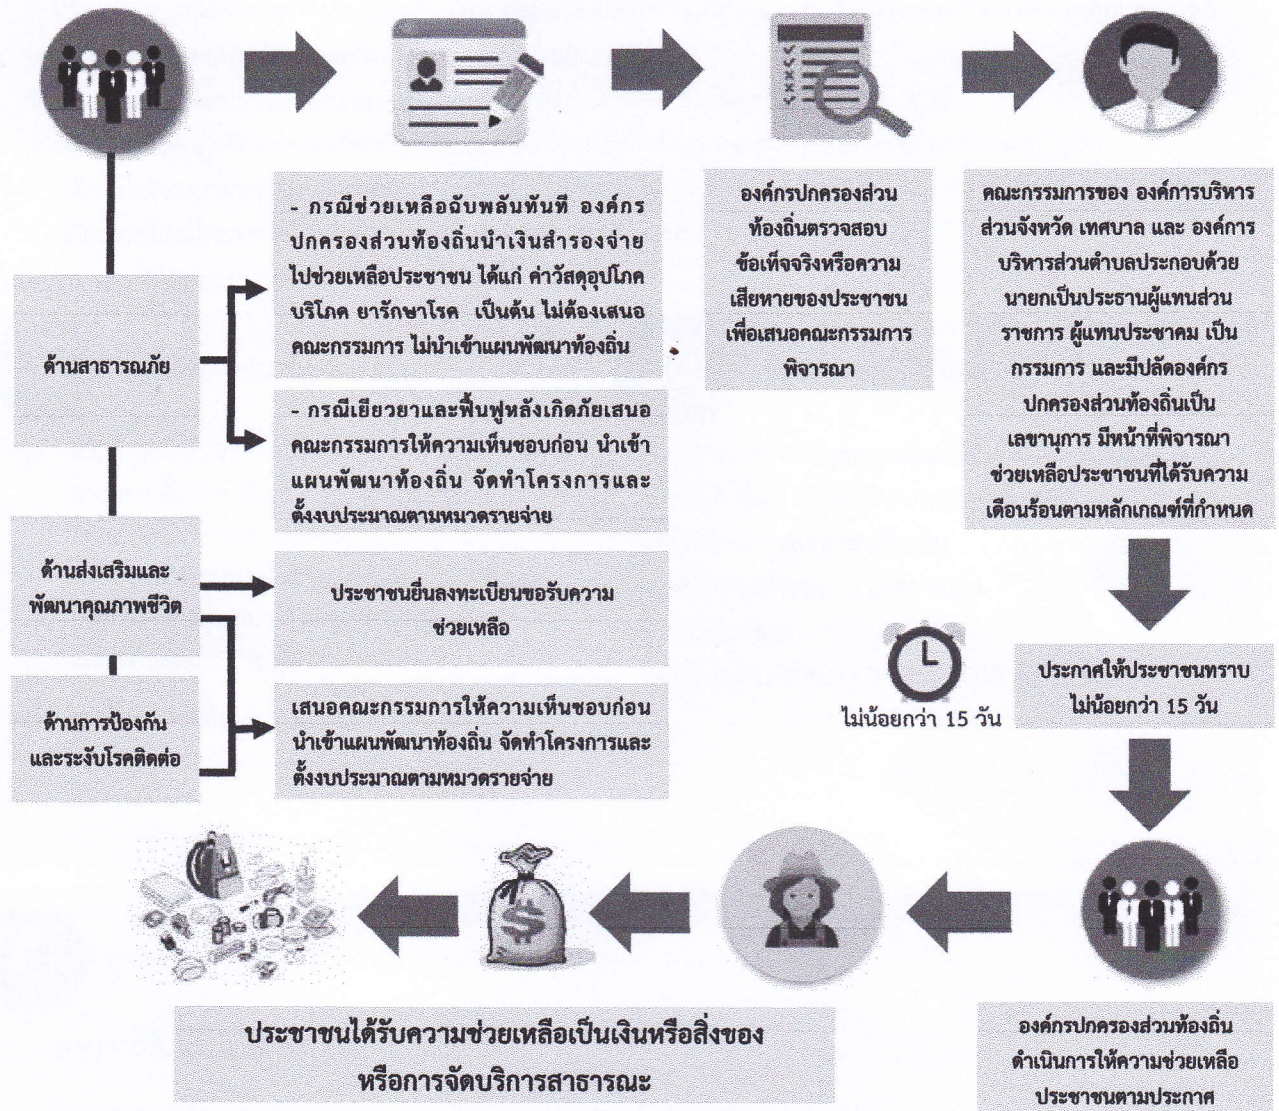 - กรณีช่วยเหลือฉับพลันทันที องค์กร
ปกครองส่วนท้องถิ่นนำเงินสำรองจ่าย
ไปช่วยเหลือประชาชน ได้แก่ ค่าวัสดุอุปโภค
บริโภค ยารักษาโรค เป็นต้น ไม่ต้องเสนอ
คณะกรรมการ ไม่นำเข้าแผนพัฒนาท้องถิ่น
องค์กรปกครองส่วน
ท้องถิ่นตรวจสอบ
ข้อเท็จจริงหรือความ
เสียหายของประชาชน
เพื่อเสนอคณะกรรมการ
พิจารณา
คณะกรรมการของ องค์การบริหาร
ส่วนจังหวัด เทศบาล และ องค์การ
บริหารส่วนตำบลประกอบด้วย
นายกเป็นประธานผู้แทนส่วน
ราชการ ผู้แทนประชาคม เป็น
กรรมการ และมีปลัดองค์กร
ปกครองส่วนท้องถิ่นเป็น
เลขานุการ มีหน้าที่พิจารณา
ช่วยเหลือประชาชนที่ได้รับความ
เดือนร้อนตามหลักเกณฑ์ที่กำหนด
ด้านสาธารณภัย
- กรณีเยียวยาและฟื้นฟูหลังเกิดภัยเสนอ
คณะกรรมการให้ความเห็นชอบก่อน นำเข้า
แผนพัฒนาท้องถิ่น จัดทำโครงการและ
ตั้งงบประมาณตามหมวดรายจ่าย
ด้านส่งเสริมและ
พัฒนาคุณภาพชีวิต
ประชาชนยื่นลงทะเบียนขอรับความ
ช่วยเหลือ
ด้านการป้องกัน
และระงับโรคติดต่อ
เสนอคณะกรรมการให้ความเห็นชอบก่อน
นำเข้าแผนพัฒนาท้องถิ่น จัดทำโครงการและ
ตั้งงบประมาณตามหมวดรายจ่าย
ไม่น้อยกว่า 15 วัน
ประกาศให้ประชาชนทราบ
ไม่น้อยกว่า 15 วัน
$
องค์กรปกครองส่วนท้องถิ่น
ดำเนินการให้ความช่วยเหลือ
ประชาชนตามประกาศ
ประชาชนได้รับความช่วยเหลือเป็นเงินหรือสิ่งของ
หรือการจัดบริการสาธารณะ